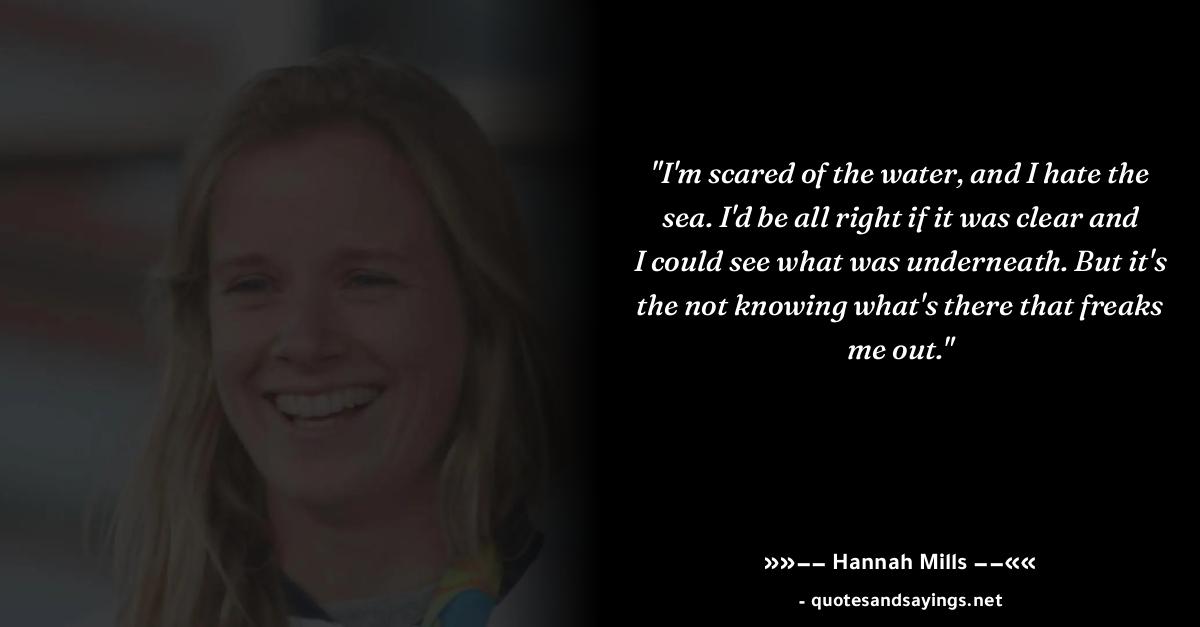 "I'm scared of the water, and I hate the
sea. I'd be all right if it was clear and
I could see what was underneath. But it's
the not knowing what's there that freaks
me out."
»»–– Hannah Mills ––««
- quotesandsayings.net